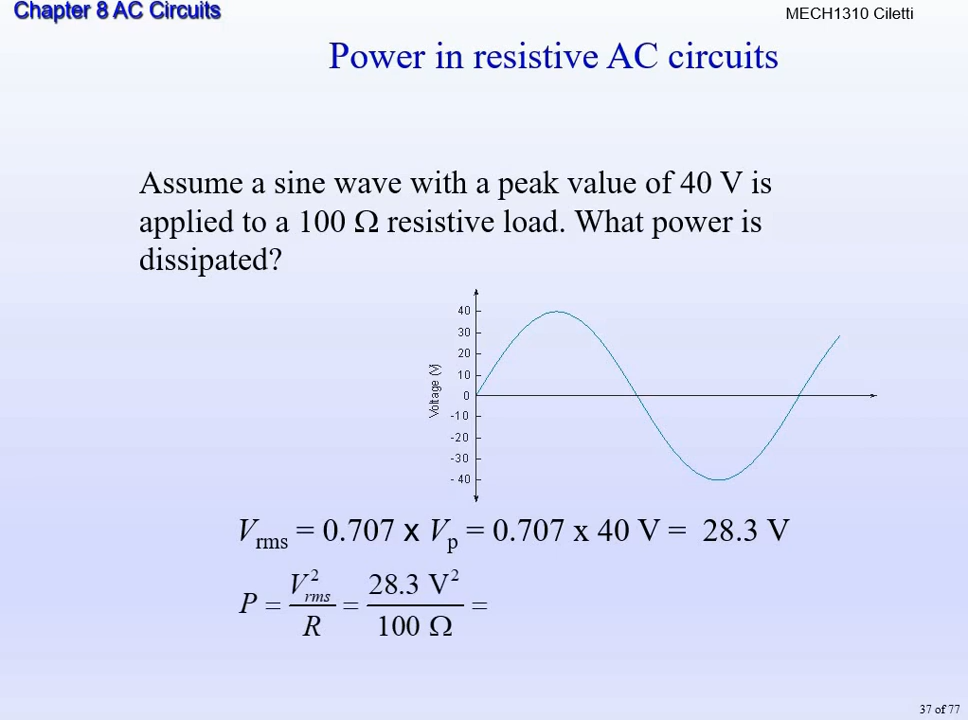 Chapter 8 AC Circuits
MECH1310 Ciletti
Power in resistive AC circuits
Assume a sine wave with a peak value of 40 V is
applied to a 100 Ω resistive load. What power is
dissipated?
40
30
20
10
0
-10
-20
-30
-40
Voltage (V)
Vrms = 0.707 x Vp = 0.707 x 40 V = 28.3 V
P = V²rms / R = 28.3 V² / 100 Ω =
37 of 77